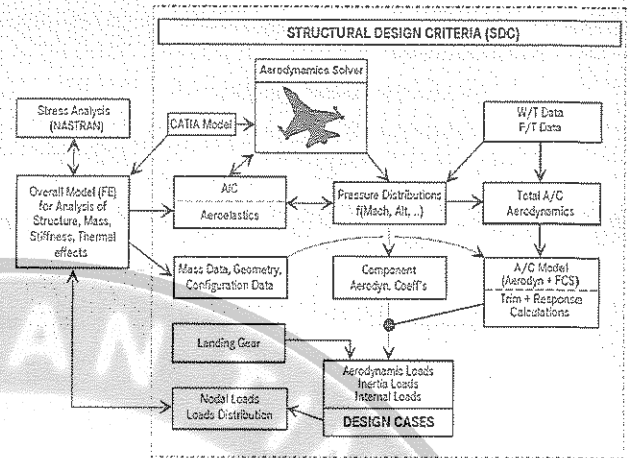 STRUCTURAL DESIGN CRITERIA (SDC)
Aerodynamics Solver
Stress Analysis
(NASTRAN)
CATIA Model
W/T Data
F/T Data
Overall Model (FE)
for Analysis of
Structure, Mass,
Stiffness, Thermal
effects
A/C
Aeroelastics
Pressure Distributions
f(Mach, Alt, ..)
Total A/C
Aerodynamics
Mass Data, Geometry,
Configuration Data
Component
Aerodyn. Coeff's
A/C Model
(Aerodyn + FCS)
Trim + Response
Calculations
Landing Gear
Aerodynamic Loads
Inertia Loads
Internal Loads
DESIGN CASES
Nodal Loads
Loads Distribution